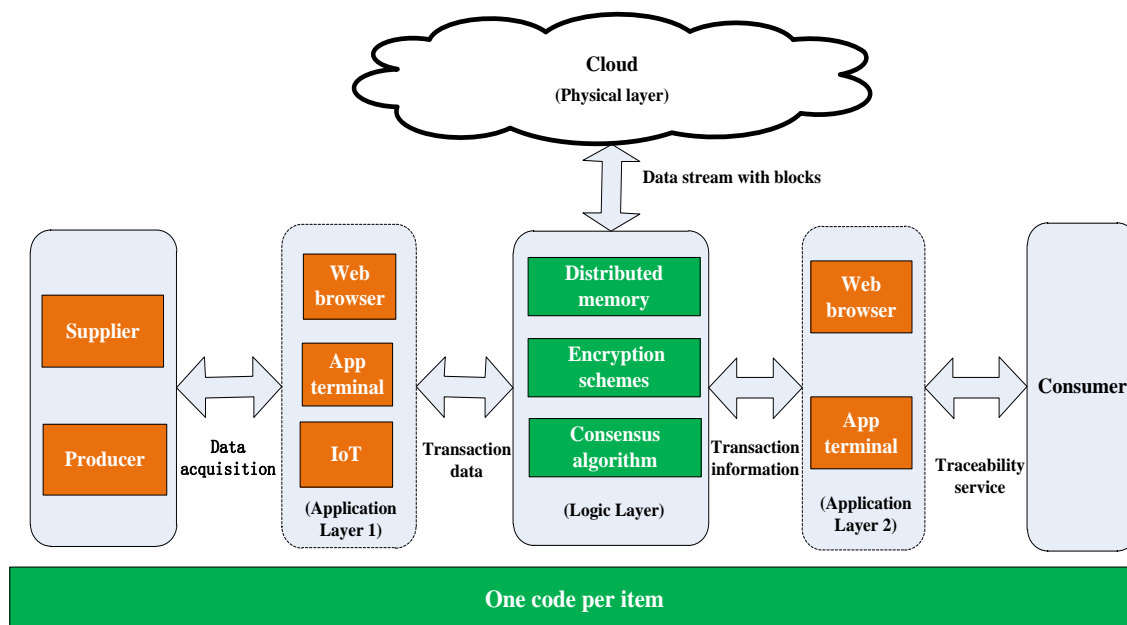 Cloud
(Physical layer)
Data stream with blocks
Supplier
Producer
Data
acquisition
Web
browser
App
terminal
IoT
(Application
Layer 1)
Transaction
data
Distributed
memory
Encryption
schemes
Consensus
algorithm
(Logic Layer)
Transaction
information
Web
browser
App
terminal
(Application
Layer 2)
Traceability
service
Consumer
One code per item